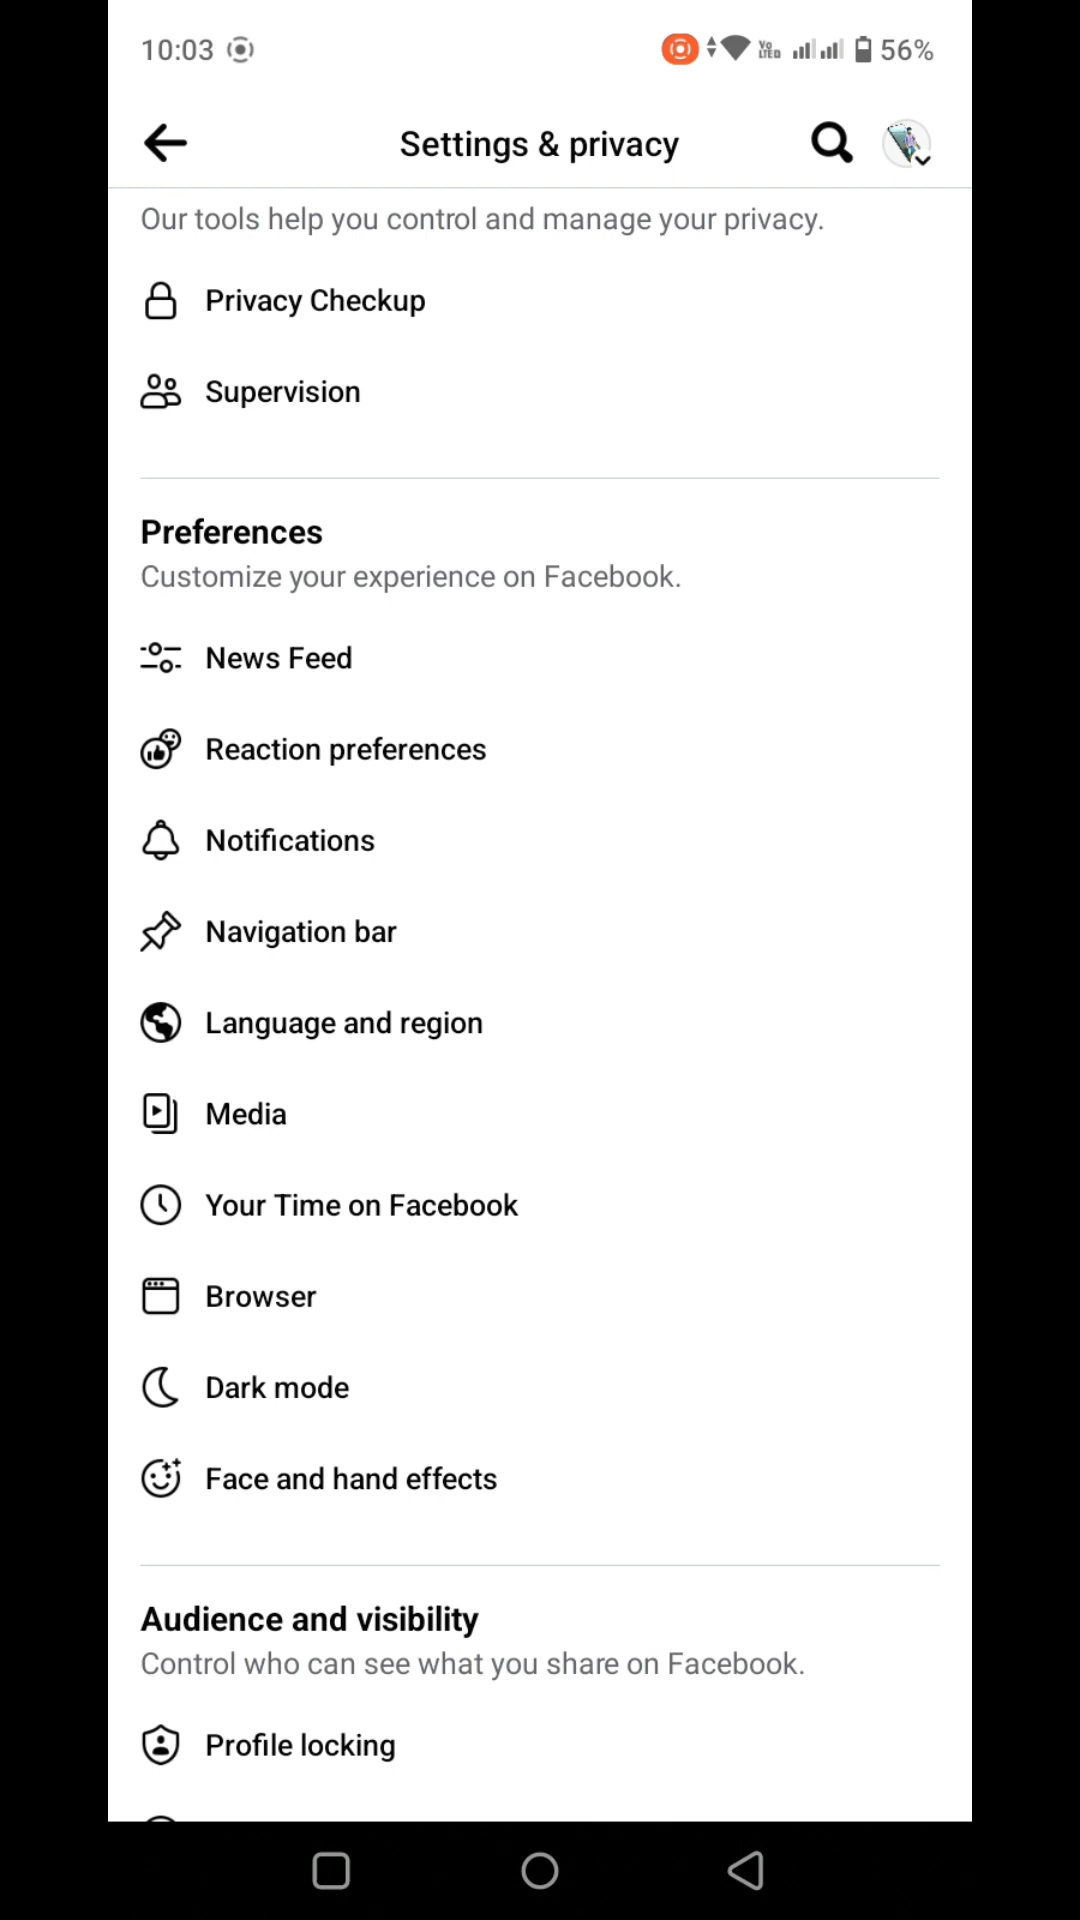 10:03
Vo LTED
56%
Settings & privacy
Our tools help you control and manage your privacy.
Privacy Checkup
Supervision
Preferences
Customize your experience on Facebook.
News Feed
Reaction preferences
Notifications
Navigation bar
Language and region
Media
Your Time on Facebook
Browser
Dark mode
Face and hand effects
Audience and visibility
Control who can see what you share on Facebook.
Profile locking